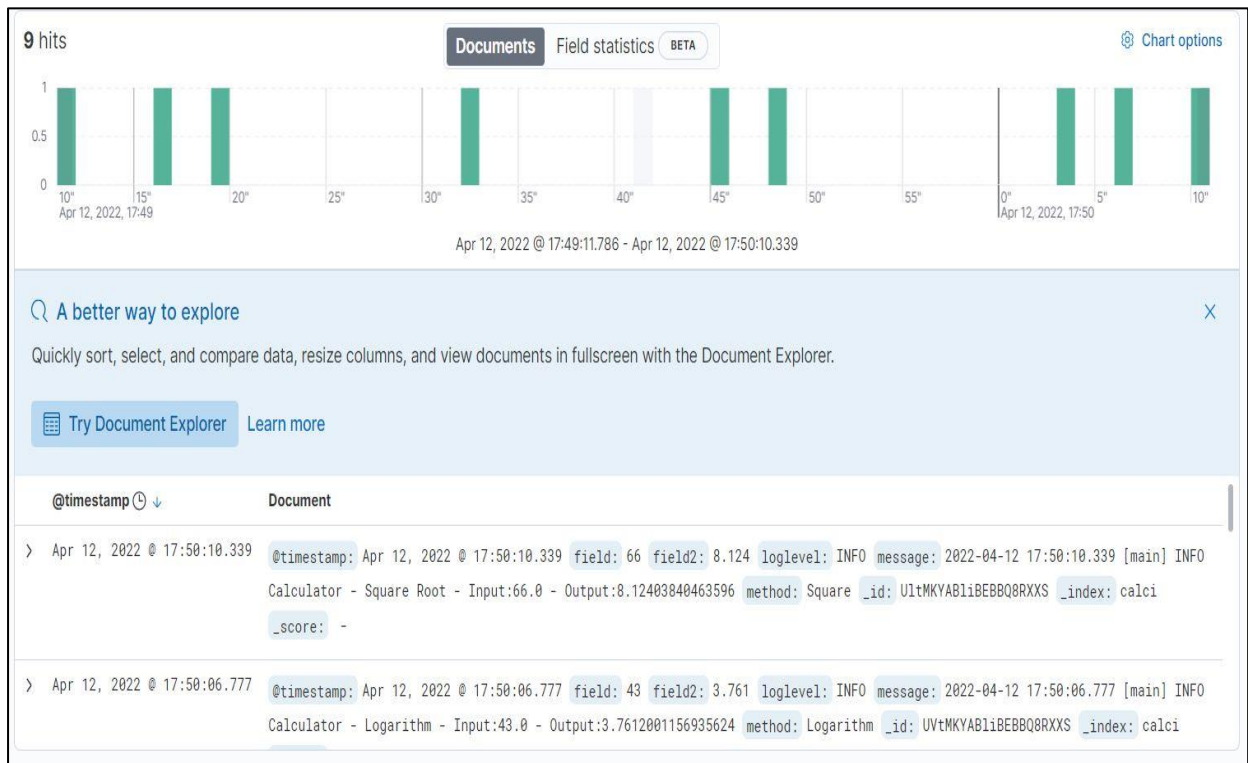 9 hits
Documents Field statistics BETA
Chart options
1
0.5
0
10" 15" 20" 25" 30" 35" 40" 45" 50" 55" 0" 5" 10"
Apr 12, 2022, 17:49 Apr 12, 2022, 17:50
Apr 12, 2022 @ 17:49:11.786 - Apr 12, 2022 @ 17:50:10.339
A better way to explore
Quickly sort, select, and compare data, resize columns, and view documents in fullscreen with the Document Explorer.
Try Document Explorer Learn more
@timestamp Document
Apr 12, 2022 @ 17:50:10.339 @timestamp: Apr 12, 2022 @ 17:50:10.339 field: 66 field2: 8.124 loglevel: INFO message: 2022-04-12 17:50:10.339 [main] INFO
Calculator - Square Root - Input:66.0 - Output:8.12403840463596 method: Square _id: UltMKYABliBEBBQ8RXXS _index: calci
_score: -
Apr 12, 2022 @ 17:50:06.777 @timestamp: Apr 12, 2022 @ 17:50:06.777 field: 43 field2: 3.761 loglevel: INFO message: 2022-04-12 17:50:06.777 [main] INFO
Calculator - Logarithm - Input:43.0 - Output:3.7612001156935624 method: Logarithm _id: UVtMKYABliBEBBQ8RXXS _index: calci